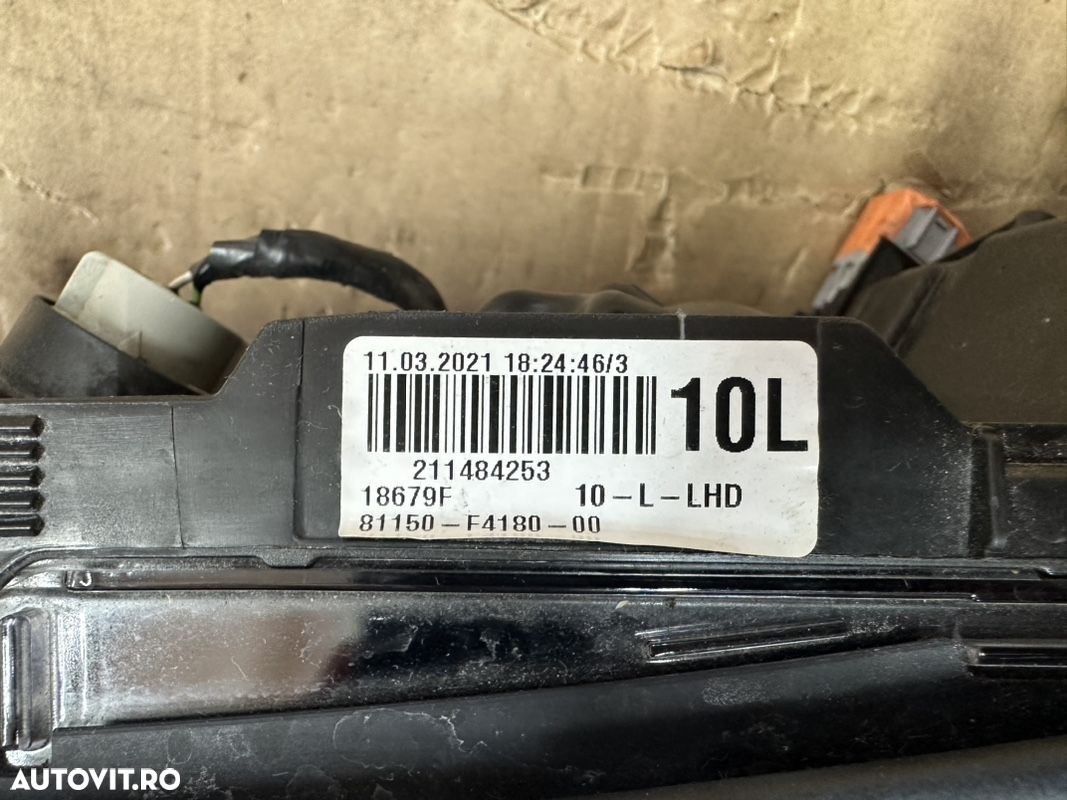 11.03.2021 18:24:46/3
10L
211484253
18679F 10-L-LHD
81150-F4180-00
AUTOVIT.RO